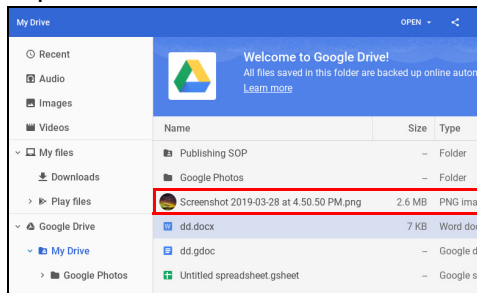 My Drive
OPEN
Recent
Audio
Images
Videos
My files
Downloads
Play files
Google Drive
My Drive
Google Photos
Welcome to Google Drive!
All files saved in this folder are backed up online
Learn more
Name Size Type
Publishing SOP – Folder
Google Photos – Folder
Screenshot 2019-03-28 at 4.50.50 PM.png 2.6 MB PNG
dd.docx 7 KB Word
dd.gdoc – Google
Untitled spreadsheet.gsheet – Google